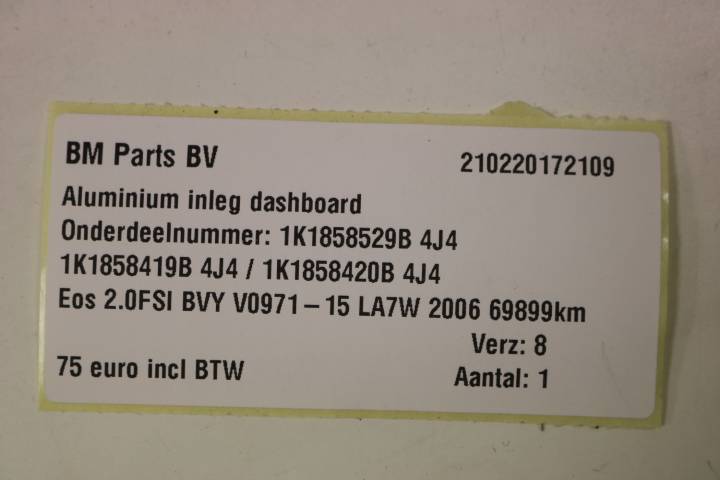 BM Parts BV 210220172109
Aluminium inleg dashboard
Onderdeelnummer: 1K1858529B 4J4
1K1858419B 4J4 / 1K1858420B 4J4
Eos 2.0FSI BVY V0971-15 LA7W 2006 69899km
Verz: 8
75 euro incl BTW
Aantal: 1